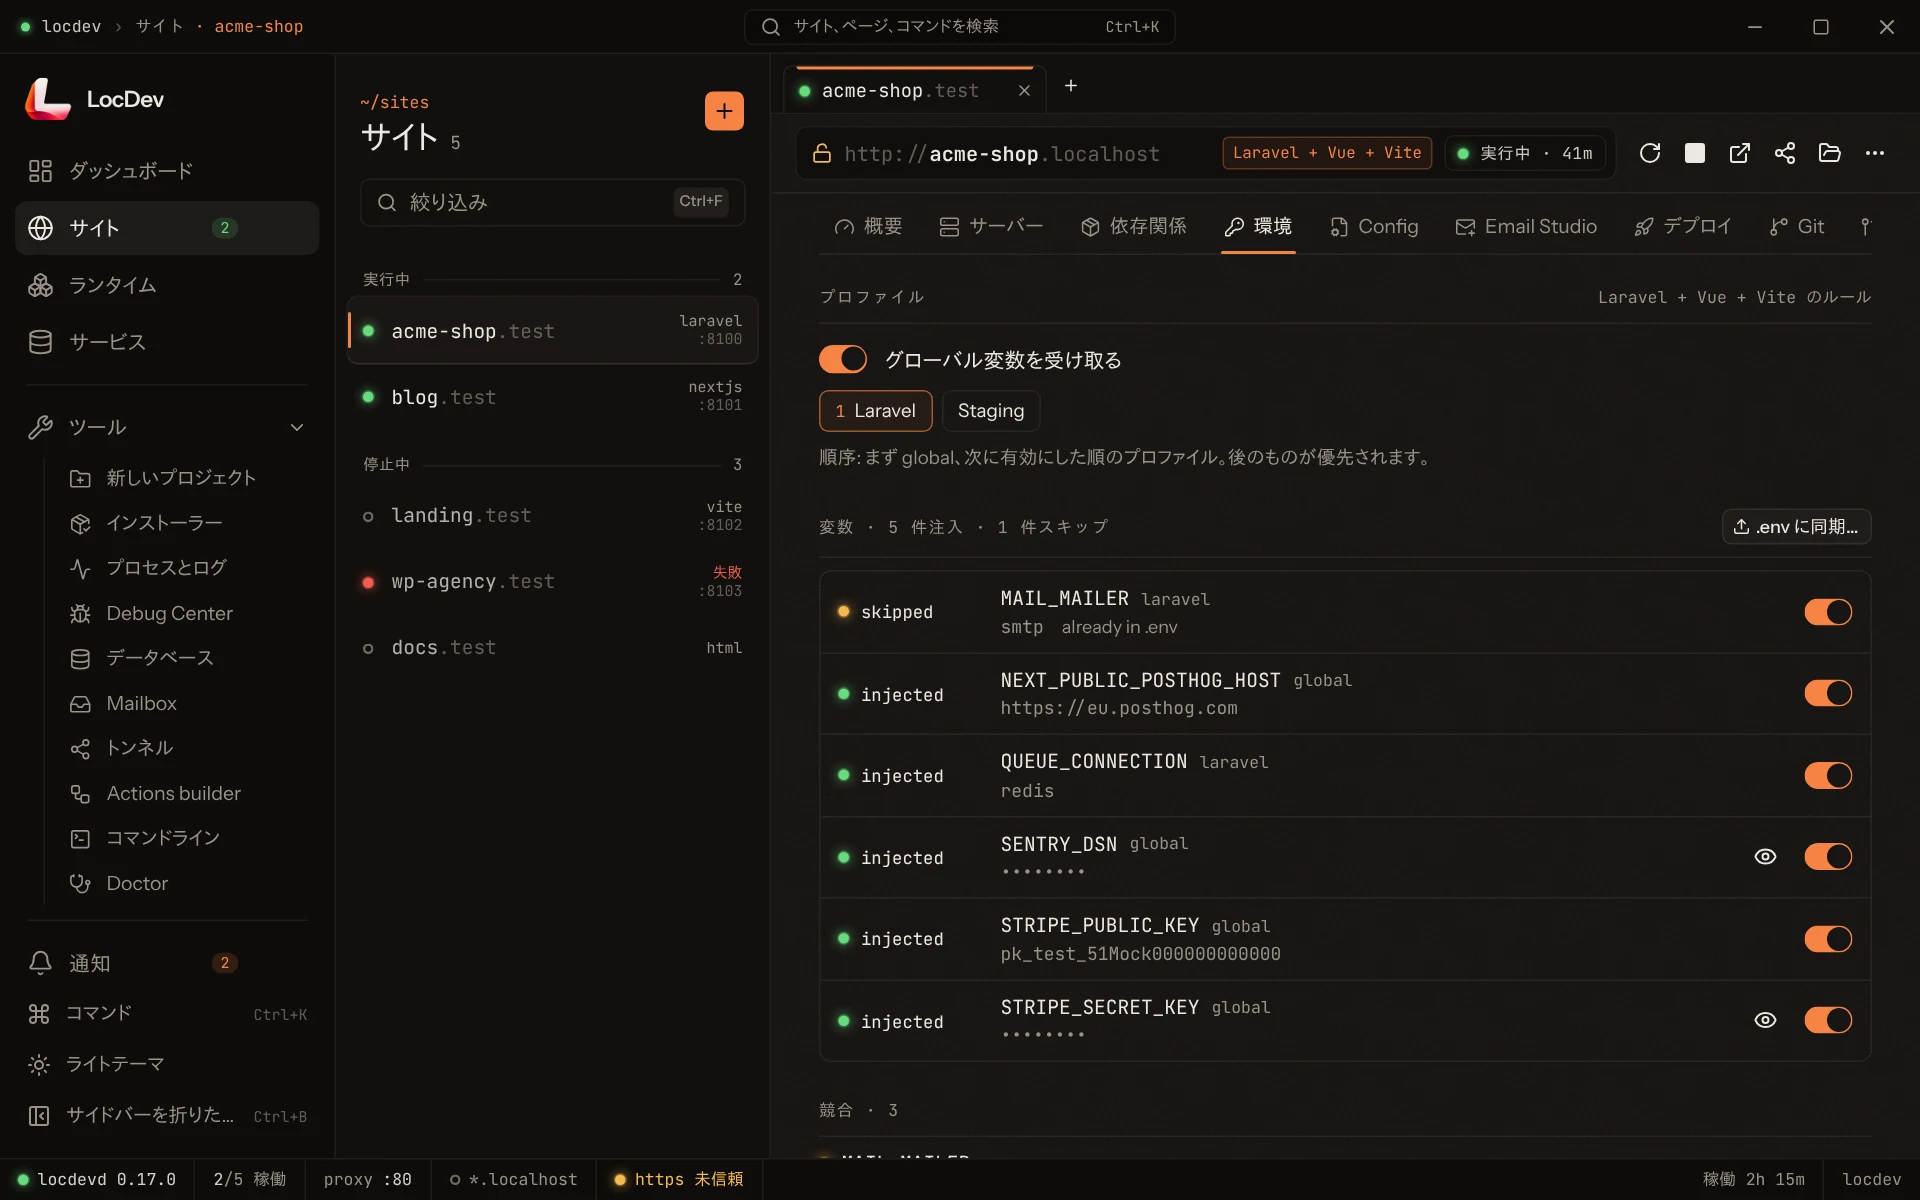 locdev › サイト · acme-shop
サイト、ページ、コマンドを検索 Ctrl+K
LocDev
ダッシュボード
サイト 2
ランタイム
サービス
ツール
新しいプロジェクト
インストーラー
プロセスとログ
Debug Center
データベース
Mailbox
トンネル
Actions builder
コマンドライン
Doctor
通知 2
コマンド Ctrl+K
ライトテーマ
サイドバーを折りた… Ctrl+B
~/sites
サイト 5
絞り込み Ctrl+F
実行中 2
acme-shop.test laravel :8100
blog.test nextjs :8101
停止中 3
landing.test vite :8102
wp-agency.test 失敗 :8103
docs.test html
acme-shop.test
http://acme-shop.localhost Laravel + Vue + Vite 実行中 · 41m
概要 サーバー 依存関係 環境 Config Email Studio デプロイ Git
プロファイル Laravel + Vue + Vite のルール
グローバル変数を受け取る
1 Laravel Staging
順序: まず global、次に有効にした順のプロファイル。後のものが優先されます。
変数 · 5 件注入 · 1 件スキップ .env に同期…
skipped MAIL_MAILER laravel
smtp already in .env
injected NEXT_PUBLIC_POSTHOG_HOST global
https://eu.posthog.com
injected QUEUE_CONNECTION laravel
redis
injected SENTRY_DSN global
••••••••
injected STRIPE_PUBLIC_KEY global
pk_test_51Mock000000000000
injected STRIPE_SECRET_KEY global
••••••••
競合 · 3
MAIL_MAILER
locdevd 0.17.0 2/5 稼働 proxy :80 *.localhost https 未信頼 稼働 2h 15m locdev